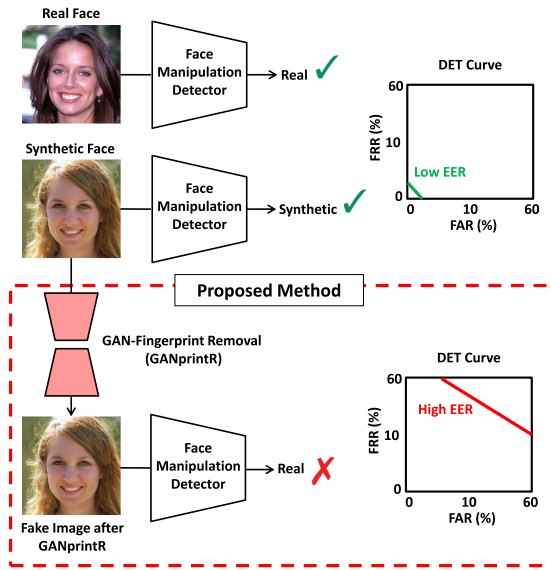 Real Face
Face
Manipulation
Detector
Real
DET Curve
60
FRR (%)
10
Low EER
0
0 10 60
FAR (%)
Synthetic Face
Face
Manipulation
Detector
Synthetic
Proposed Method
GAN-Fingerprint Removal
(GANprintR)
DET Curve
60
FRR (%)
High EER
10
0
0 10 60
FAR (%)
Face
Manipulation
Detector
Real
Fake Image after
GANprintR